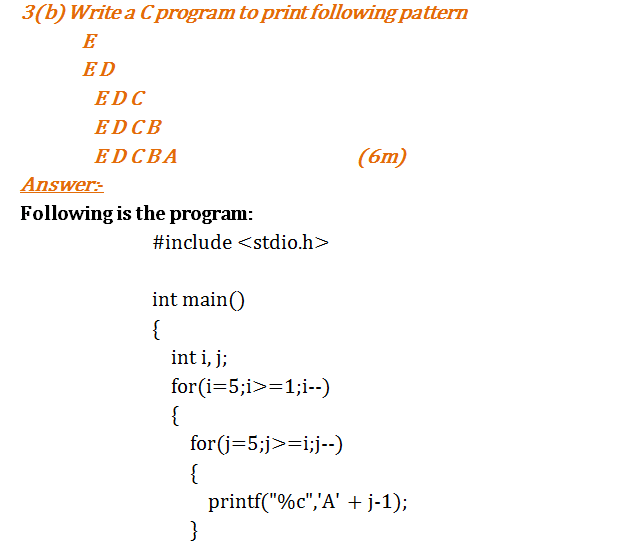 3(b) Write a C program to print following pattern
E
E D
E D C
E D C B
E D C B A (6m)
Answer:-
Following is the program:
#include <stdio.h>
int main()
{
int i, j;
for(i=5;i>=1;i--)
{
for(j=5;j>=i;j--)
{
printf("%c",'A' + j-1);
}